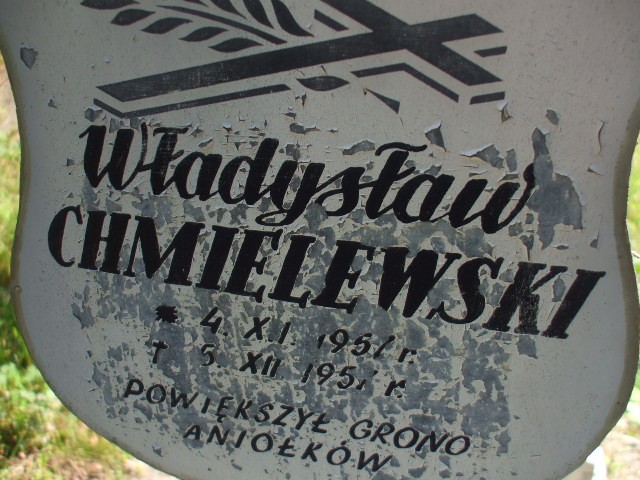 Władysław
CHMIELEWSKI
* 4. XI 1951 r.
† 5. XII 1951 r.
POWIĘKSZYŁ GRONO
ANIOŁKÓW